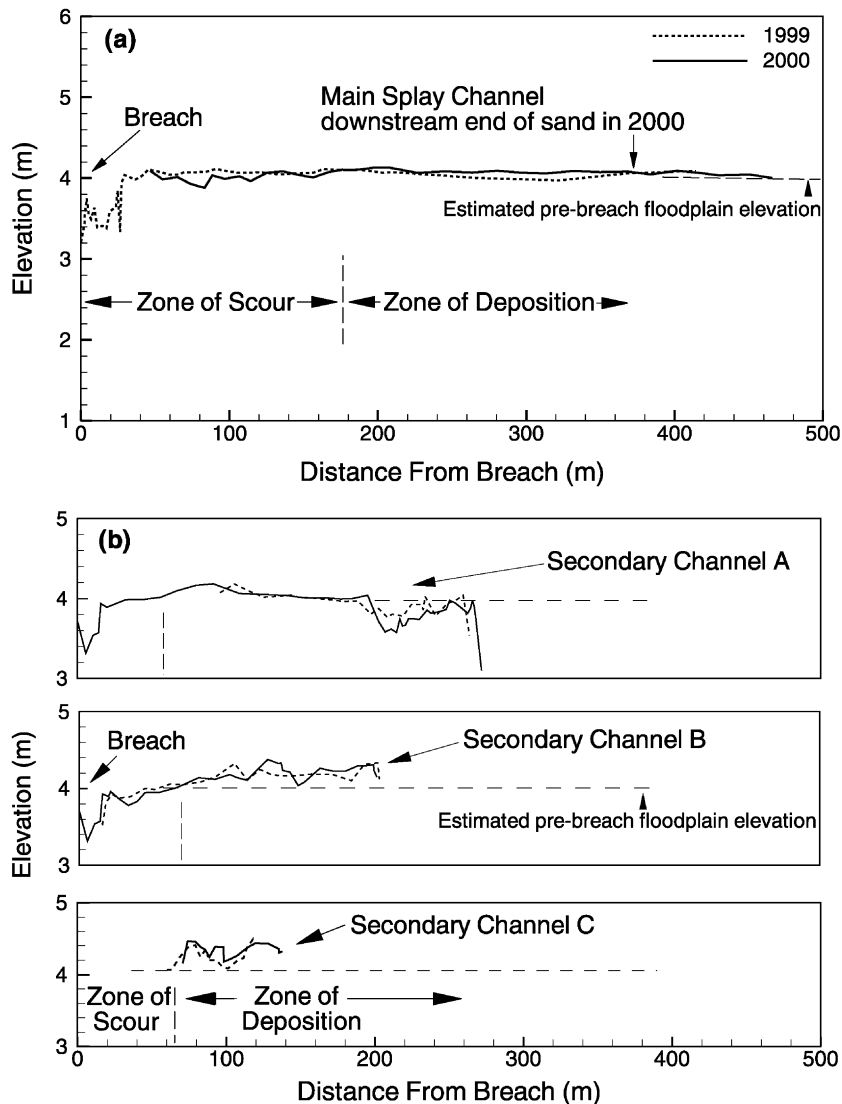 (a)
1999
2000
6
5
4
3
2
1
Elevation (m)
Breach
Main Splay Channel
downstream end of sand in 2000
Estimated pre-breach floodplain elevation
Zone of Scour
Zone of Deposition
0
100
200
300
400
500
Distance From Breach (m)
(b)
5
4
3
Secondary Channel A
Elevation (m)
5
4
3
Breach
Secondary Channel B
Estimated pre-breach floodplain elevation
5
4
3
Secondary Channel C
Zone of
Scour
Zone of
Deposition
0
100
200
300
400
500
Distance From Breach (m)